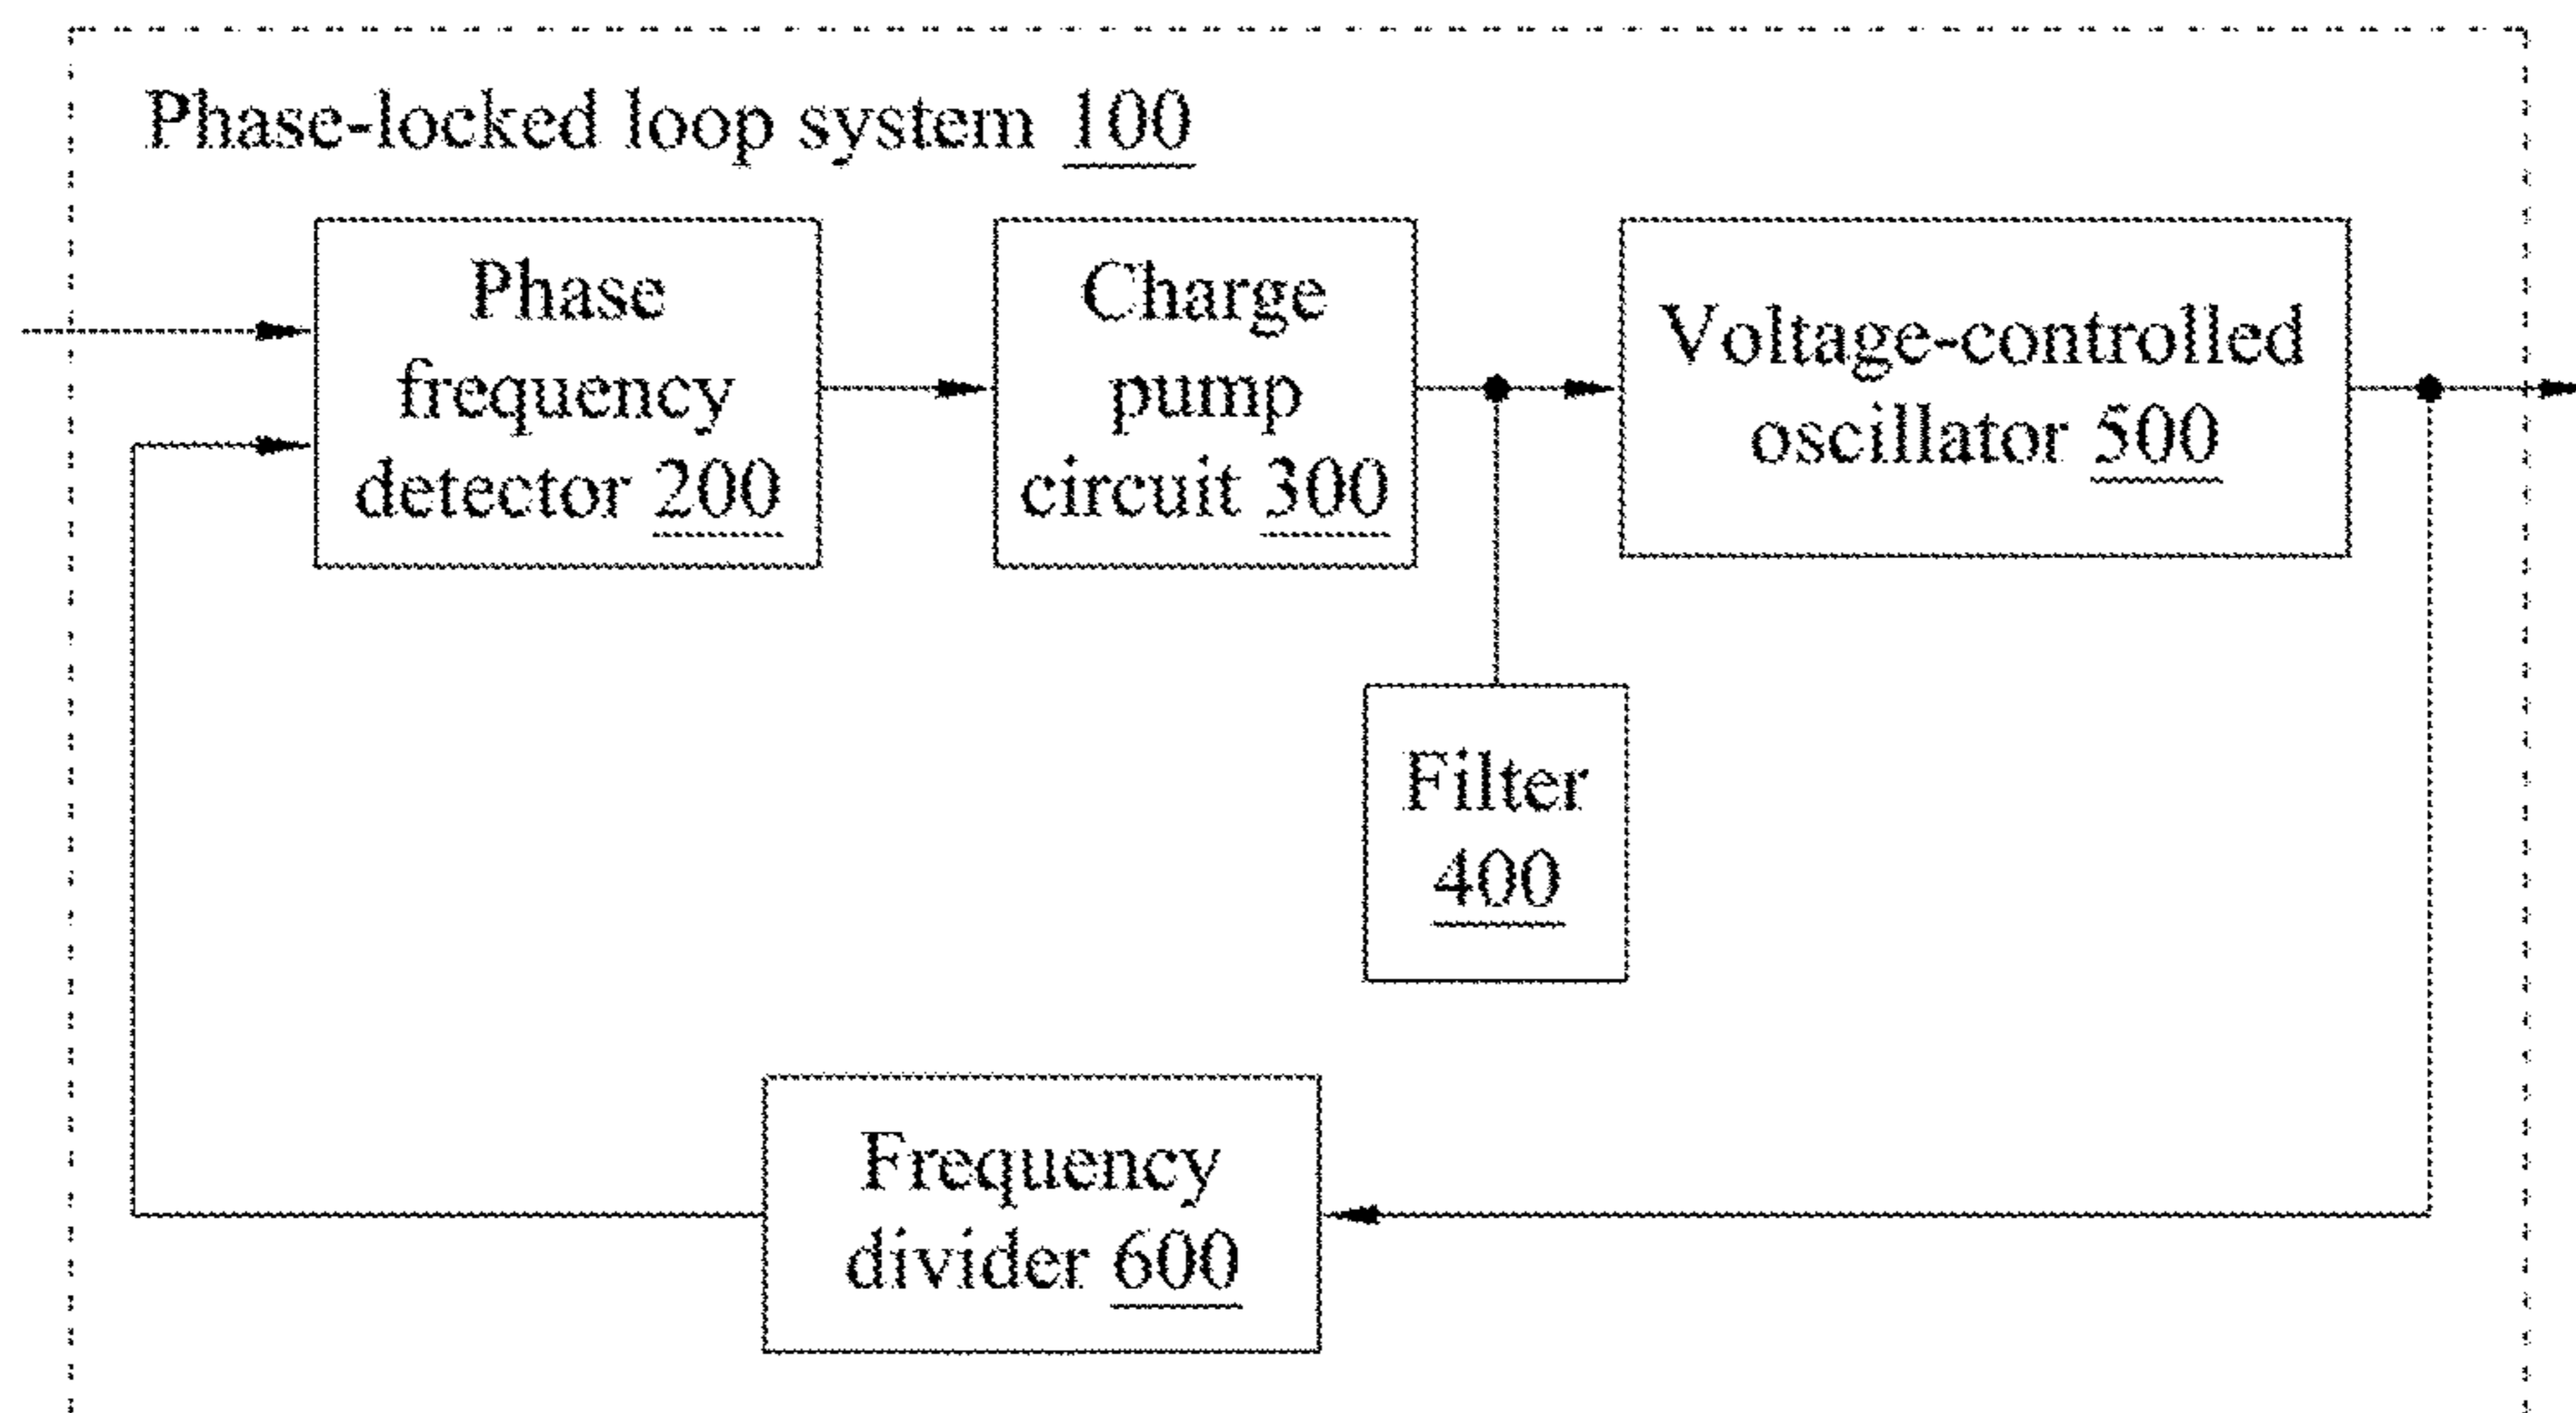 Phase-locked loop system 100
Phase
frequency
detector 200
Charge
pump
circuit 300
Voltage-controlled
oscillator 500
Filter
400
Frequency
divider 600